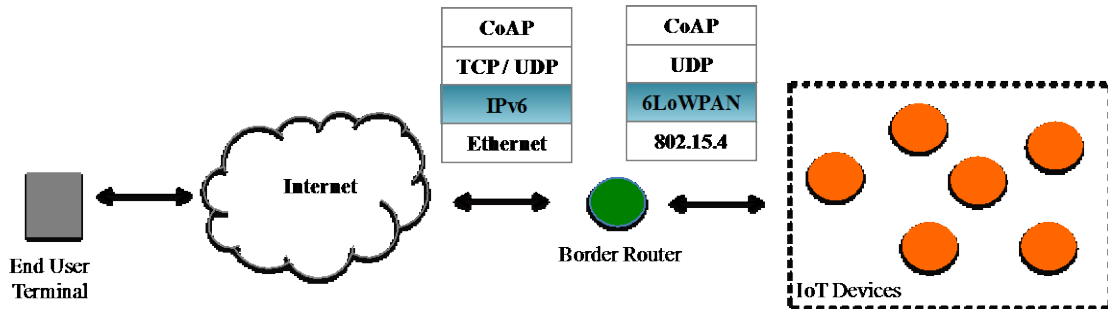 CoAP
TCP / UDP
IPv6
Ethernet
CoAP
UDP
6LoWPAN
802.15.4
Internet
End User
Terminal
Border Router
IoT Devices